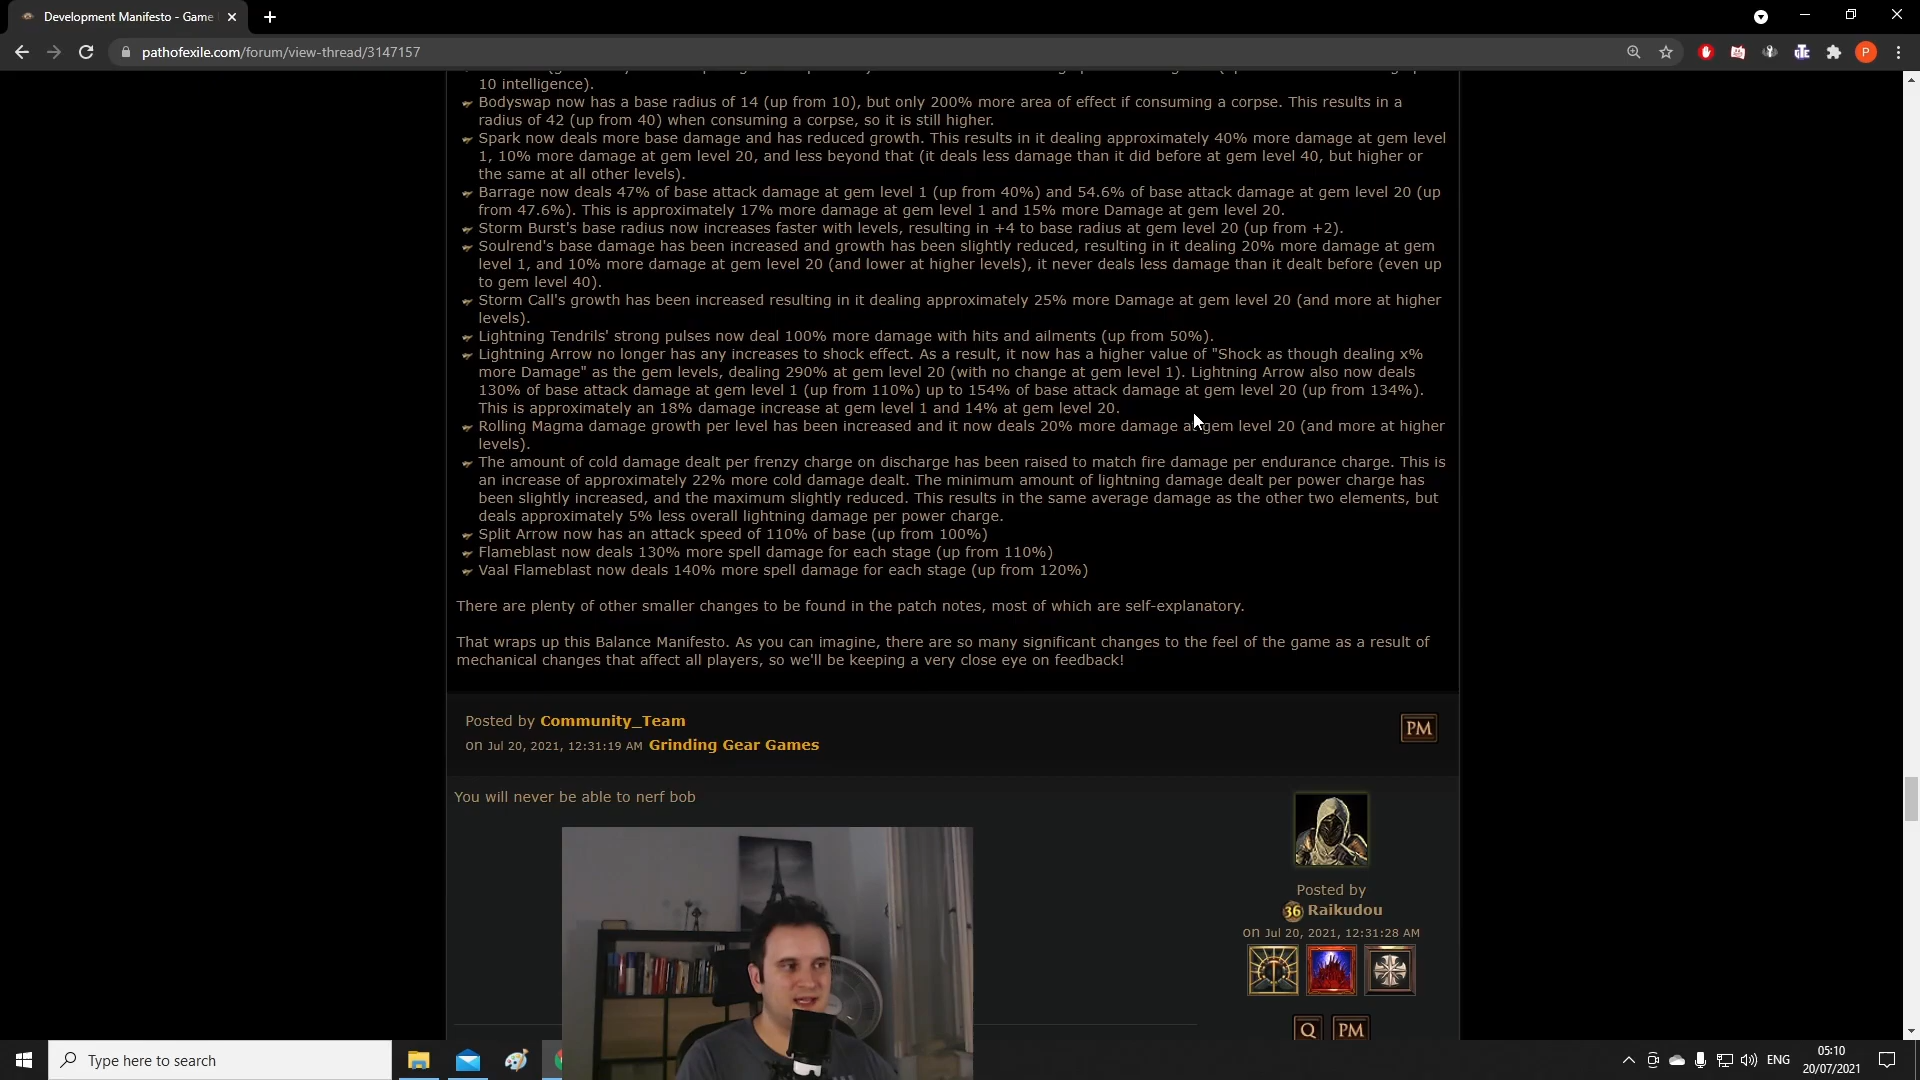 Development Manifesto - Game
pathofexile.com/forum/view-thread/3147157
P
10 intelligence).
Bodyswap now has a base radius of 14 (up from 10), but only 200% more area of effect if consuming a corpse. This results in a
radius of 42 (up from 40) when consuming a corpse, so it is still higher.
Spark now deals more base damage and has reduced growth. This results in it dealing approximately 40% more damage at gem level
1, 10% more damage at gem level 20, and less beyond that (it deals less damage than it did before at gem level 40, but higher or
the same at all other levels).
Barrage now deals 47% of base attack damage at gem level 1 (up from 40%) and 54.6% of base attack damage at gem level 20 (up
from 47.6%). This is approximately 17% more damage at gem level 1 and 15% more Damage at gem level 20.
Storm Burst's base radius now increases faster with levels, resulting in +4 to base radius at gem level 20 (up from +2).
Soulrend's base damage has been increased and growth has been slightly reduced, resulting in it dealing 20% more damage at gem
level 1, and 10% more damage at gem level 20 (and lower at higher levels), it never deals less damage than it dealt before (even up
to gem level 40).
Storm Call's growth has been increased resulting in it dealing approximately 25% more Damage at gem level 20 (and more at higher
levels).
Lightning Tendrils' strong pulses now deal 100% more damage with hits and ailments (up from 50%).
Lightning Arrow no longer has any increases to shock effect. As a result, it now has a higher value of "Shock as though dealing x%
more Damage" as the gem levels, dealing 290% at gem level 20 (with no change at gem level 1). Lightning Arrow also now deals
130% of base attack damage at gem level 1 (up from 110%) up to 154% of base attack damage at gem level 20 (up from 134%).
This is approximately an 18% damage increase at gem level 1 and 14% at gem level 20.
Rolling Magma damage growth per level has been increased and it now deals 20% more damage at gem level 20 (and more at higher
levels).
The amount of cold damage dealt per frenzy charge on discharge has been raised to match fire damage per endurance charge. This is
an increase of approximately 22% more cold damage dealt. The minimum amount of lightning damage dealt per power charge has
been slightly increased, and the maximum slightly reduced. This results in the same average damage as the other two elements, but
deals approximately 5% less overall lightning damage per power charge.
Split Arrow now has an attack speed of 110% of base (up from 100%)
Flameblast now deals 130% more spell damage for each stage (up from 110%)
Vaal Flameblast now deals 140% more spell damage for each stage (up from 120%)
There are plenty of other smaller changes to be found in the patch notes, most of which are self-explanatory.
That wraps up this Balance Manifesto. As you can imagine, there are so many significant changes to the feel of the game as a result of
mechanical changes that affect all players, so we'll be keeping a very close eye on feedback!
Posted by Community_Team
on Jul 20, 2021, 12:31:19 AM Grinding Gear Games
PM
You will never be able to nerf bob
Posted by
36 Raikudou
on Jul 20, 2021, 12:31:28 AM
Q PM
Type here to search
ENG
05:10
20/07/2021